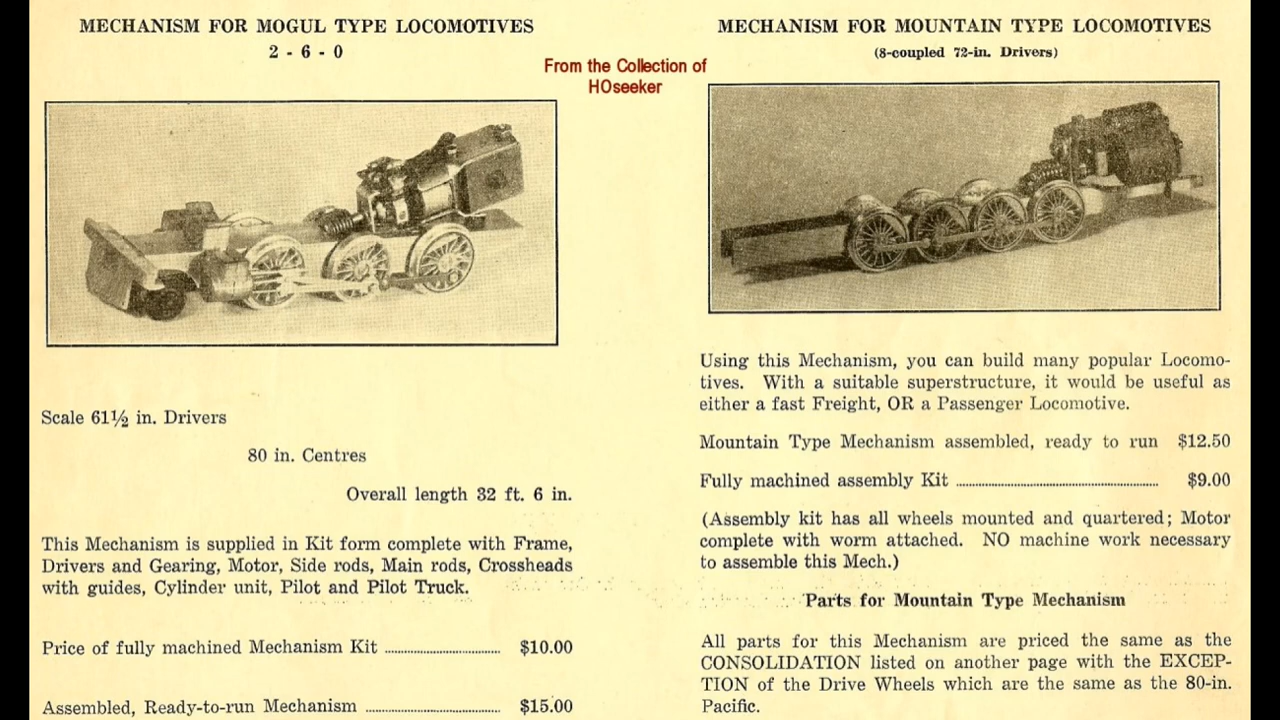 MECHANISM FOR MOGUL TYPE LOCOMOTIVES
2 - 6 - 0
Scale 61½ in. Drivers
80 in. Centres
Overall length 32 ft. 6 in.
This Mechanism is supplied in Kit form complete with Frame,
Drivers and Gearing, Motor, Side rods, Main rods, Crossheads
with guides, Cylinder unit, Pilot and Pilot Truck.
Price of fully machined Mechanism Kit ............ $10.00
Assembled, Ready-to-run Mechanism ............ $15.00
From the Collection of
HOseeker
MECHANISM FOR MOUNTAIN TYPE LOCOMOTIVES
(8-coupled 72-in. Drivers)
Using this Mechanism, you can build many popular Locomo-
tives. With a suitable superstructure, it would be useful as
either a fast Freight, OR a Passenger Locomotive.
Mountain Type Mechanism assembled, ready to run $12.50
Fully machined assembly Kit ............ $9.00
(Assembly kit has all wheels mounted and quartered; Motor
complete with worm attached. NO machine work necessary
to assemble this Mech.)
Parts for Mountain Type Mechanism
All parts for this Mechanism are priced the same as the
CONSOLIDATION listed on another page with the EXCEP-
TION of the Drive Wheels which are the same as the 80-in.
Pacific.